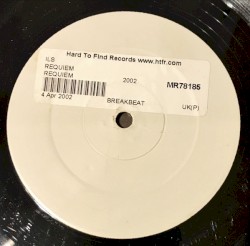 Hard To Find Records www.htfr.com
ILS
REQUIEM
REQUIEM
2002
MR78185
4 Apr 2002
BREAKBEAT
UK(P)